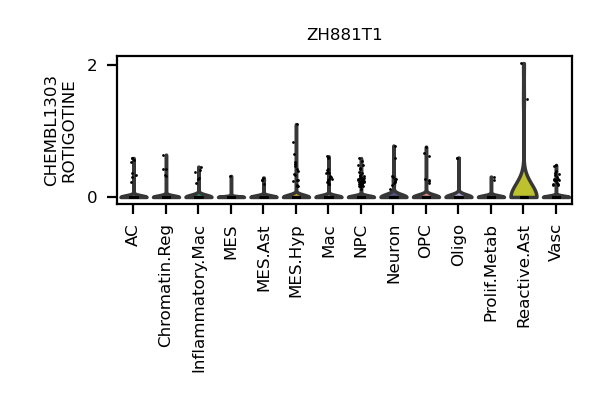 ZH881T1
CHEMBL1303
ROTIGOTINE
2
0
AC
Chromatin.Reg
Inflammatory.Mac
MES
MES.Ast
MES.Hyp
Mac
NPC
Neuron
OPC
Oligo
Prolif.Metab
Reactive.Ast
Vasc